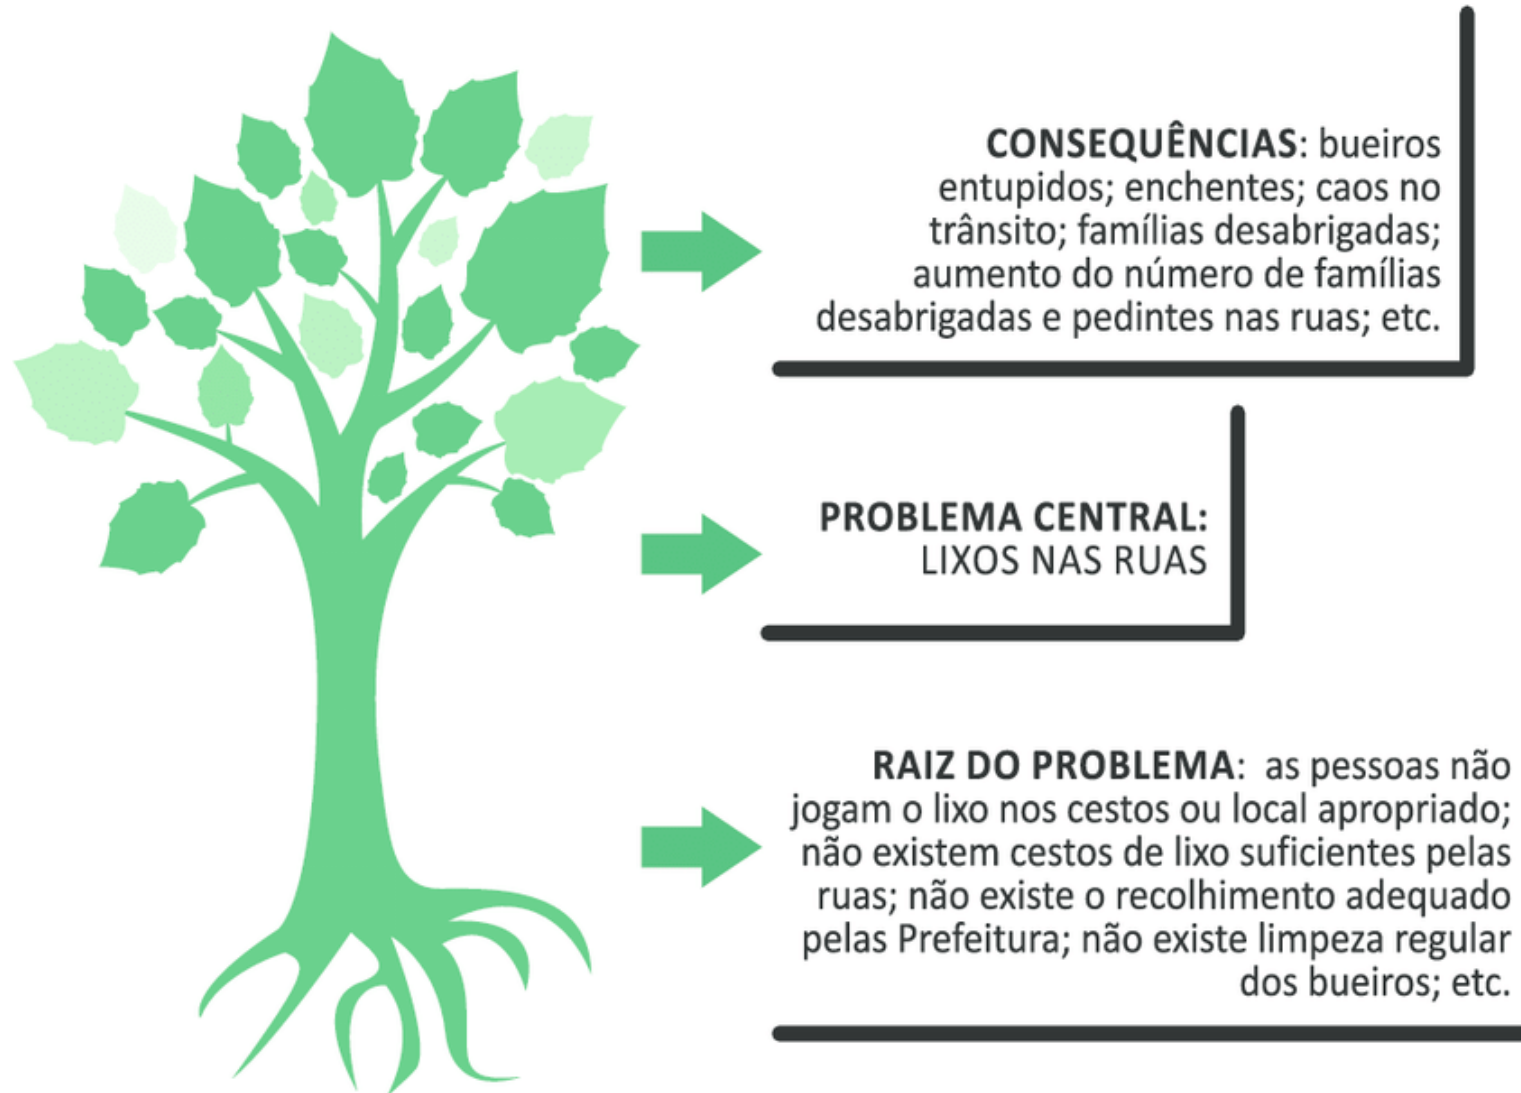 CONSEQUÊNCIAS: bueiros
entupidos; enchentes; caos no
trânsito; famílias desabrigadas;
aumento do número de famílias
desabrigadas e pedintes nas ruas; etc.
PROBLEMA CENTRAL:
LIXOS NAS RUAS
RAIZ DO PROBLEMA: as pessoas não
jogam o lixo nos cestos ou local apropriado;
não existem cestos de lixo suficientes pelas
ruas; não existe o recolhimento adequado
pelas Prefeitura; não existe limpeza regular
dos bueiros; etc.